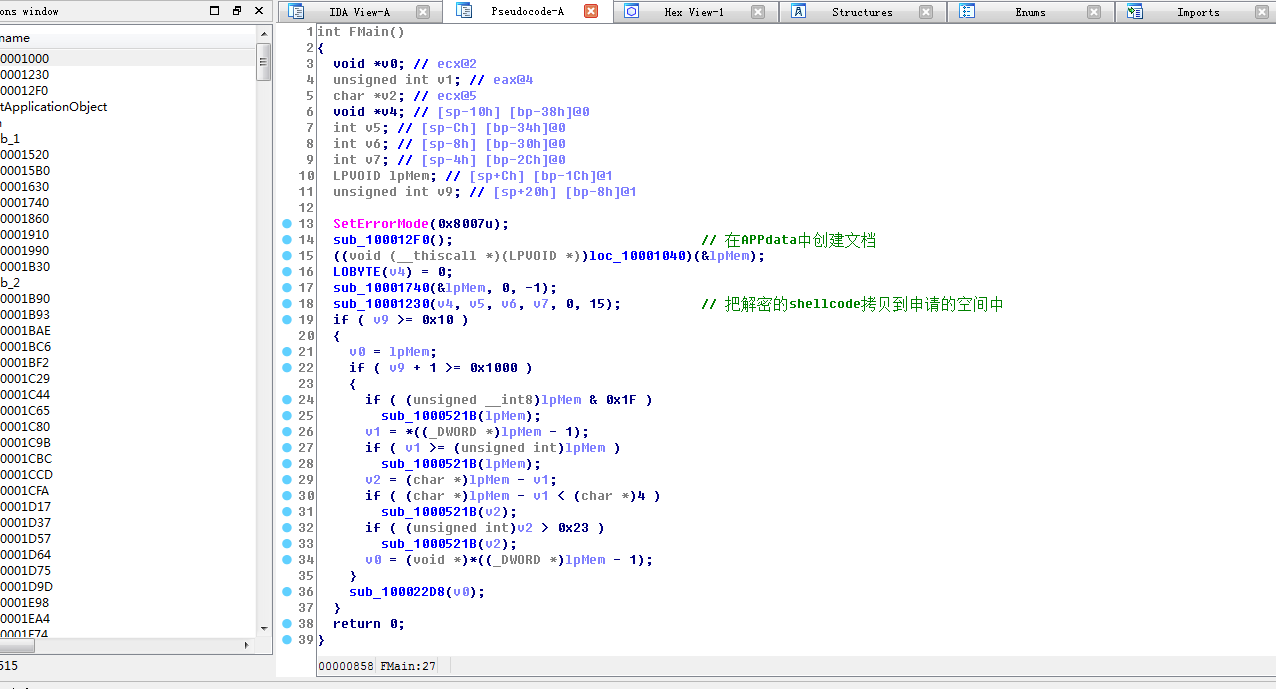 ons window
IDA View-A
Pseudocode-A
Hex View-1
Structures
Enums
Imports
name
0001000
0001230
00012F0
tApplicationObject
b_1
0001520
00015B0
0001630
0001740
0001860
0001910
0001990
0001B30
b_2
0001B90
0001B93
0001BAE
0001BC6
0001BF2
0001C29
0001C44
0001C65
0001C80
0001C9B
0001CBC
0001CCD
0001CFA
0001D17
0001D37
0001D57
0001D64
0001D75
0001D9D
0001E98
0001EA4
0001F74
515
1 int FMain()
2 {
3 void *v0; // ecx@2
4 unsigned int v1; // eax@4
5 char *v2; // ecx@5
6 void *v4; // [sp-10h] [bp-38h]@0
7 int v5; // [sp-Ch] [bp-34h]@0
8 int v6; // [sp-8h] [bp-30h]@0
9 int v7; // [sp-4h] [bp-2Ch]@0
10 LPVOID lpMem; // [sp+Ch] [bp-1Ch]@1
11 unsigned int v9; // [sp+20h] [bp-8h]@1
12
13 SetErrorMode(0x8007u);
14 sub_100012F0(); // 在APPdata中创建文档
15 ((void (__thiscall *)(LPVOID *))loc_10001040)(&lpMem);
16 LOBYTE(v4) = 0;
17 sub_10001740(&lpMem, 0, -1);
18 sub_10001230(v4, v5, v6, v7, 0, 15); // 把解密的shellcode拷贝到申请的空间中
19 if ( v9 >= 0x10 )
20 {
21 v0 = lpMem;
22 if ( v9 + 1 >= 0x1000 )
23 {
24 if ( (unsigned __int8)lpMem & 0x1F )
25 sub_1000521B(lpMem);
26 v1 = *((_DWORD *)lpMem - 1);
27 if ( v1 >= (unsigned int)lpMem )
28 sub_1000521B(lpMem);
29 v2 = (char *)lpMem - v1;
30 if ( (char *)lpMem - v1 < (char *)4 )
31 sub_1000521B(v2);
32 if ( (unsigned int)v2 > 0x23 )
33 sub_1000521B(v2);
34 v0 = (void *)*((_DWORD *)lpMem - 1);
35 }
36 sub_100022D8(v0);
37 }
38 return 0;
39 }
00000858 FMain:27